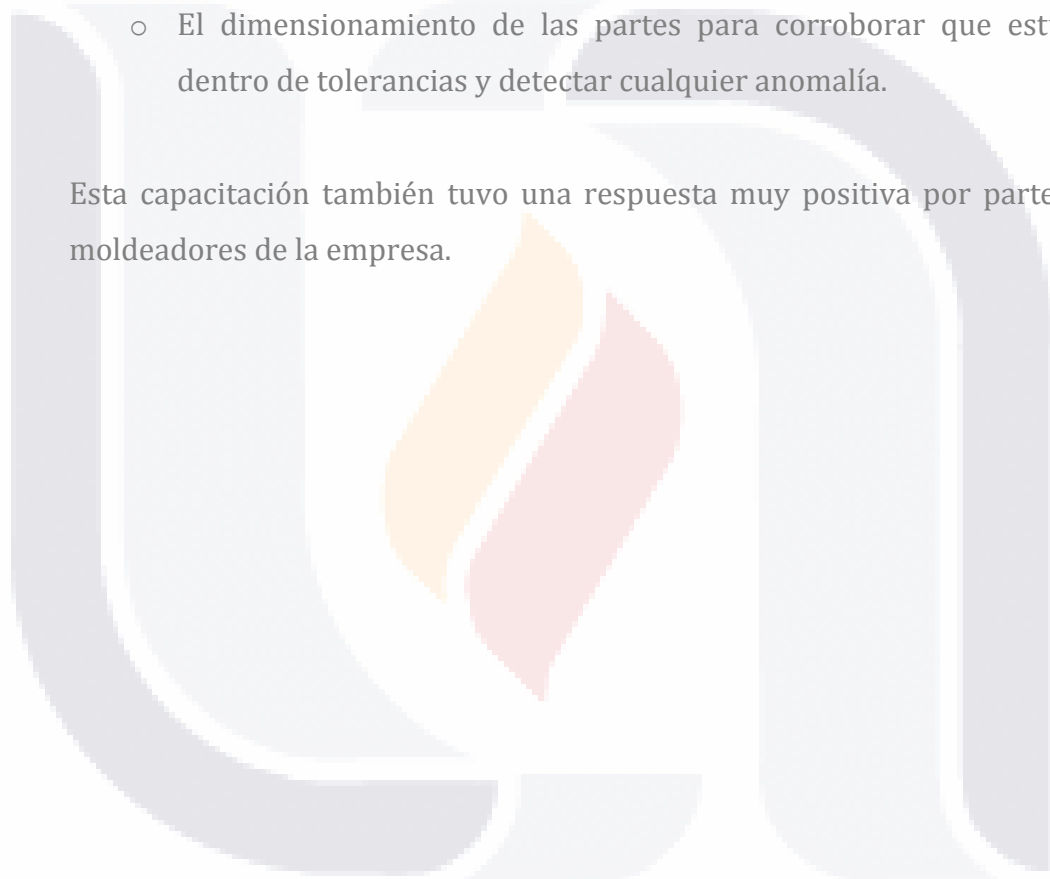 ○ El dimensionamiento de las partes para corroborar que est
dentro de tolerancias y detectar cualquier anomalía.
Esta capacitación también tuvo una respuesta muy positiva por parte
moldeadores de la empresa.